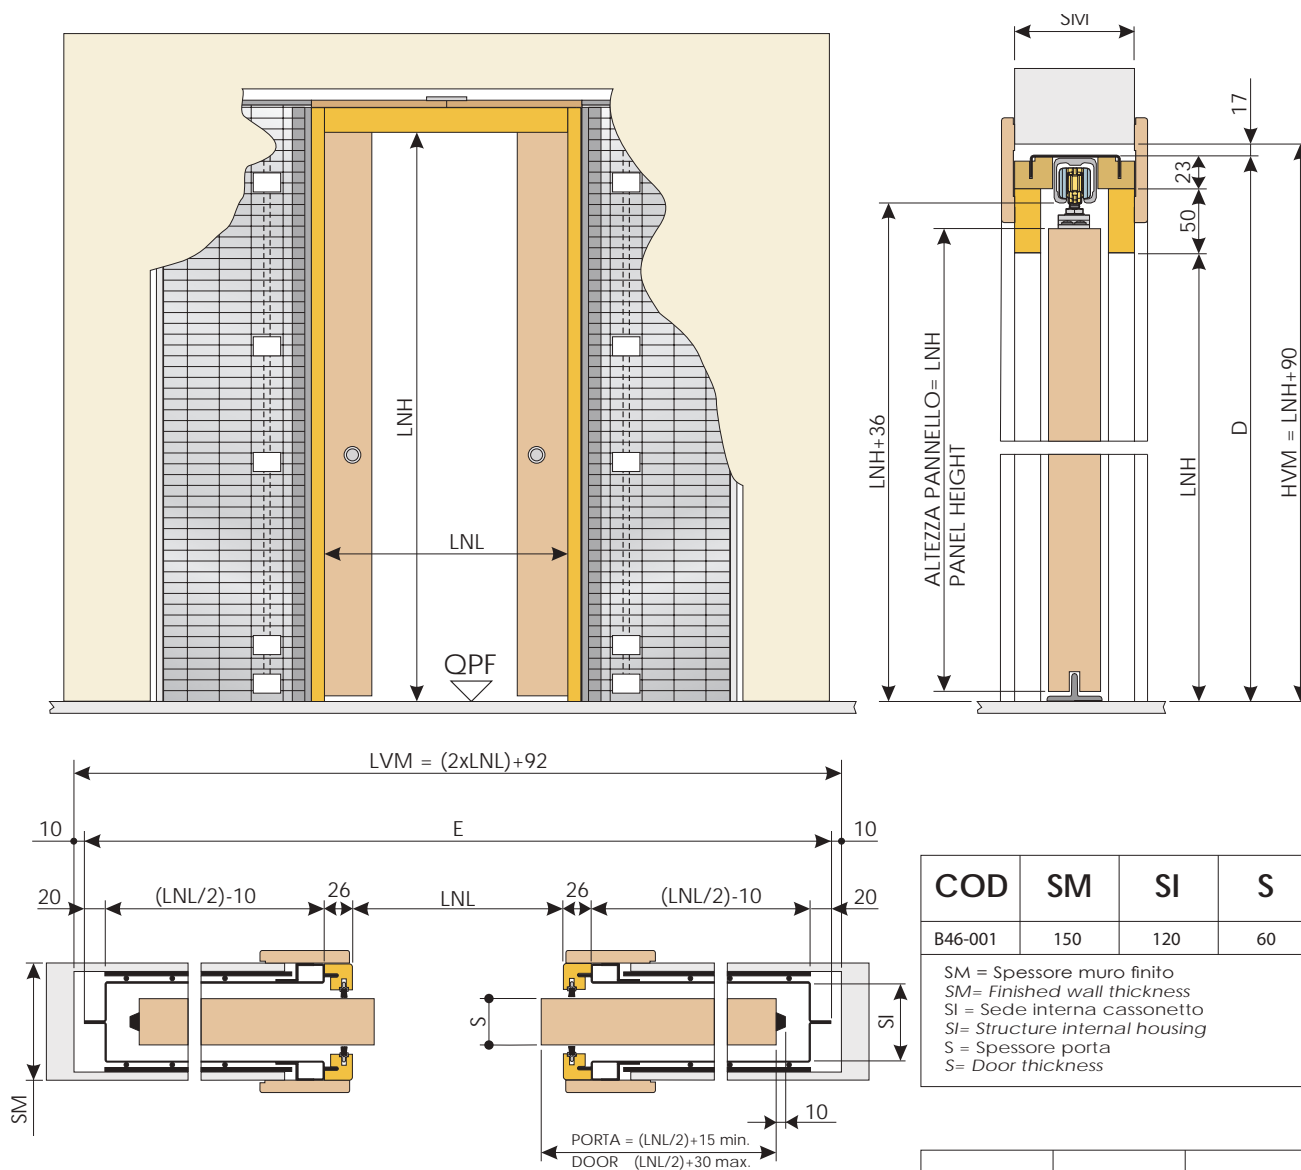 SM
17
23
50
LNH
LNH+36
ALTEZZA PANNELLO= LNH
PANEL HEIGHT
LNH
D
HVM = LNH+90
LNL
QPF
LVM = (2xLNL)+92
10
E
10
20
(LNL/2)-10
26
LNL
26
(LNL/2)-10
20
SM
S
SI
10
PORTA = (LNL/2)+15 min.
DOOR (LNL/2)+30 max.
COD SM SI S
B46-001 150 120 60
SM = Spessore muro finito
SM= Finished wall thickness
SI = Sede interna cassonetto
SI= Structure internal housing
S = Spessore porta
S= Door thickness